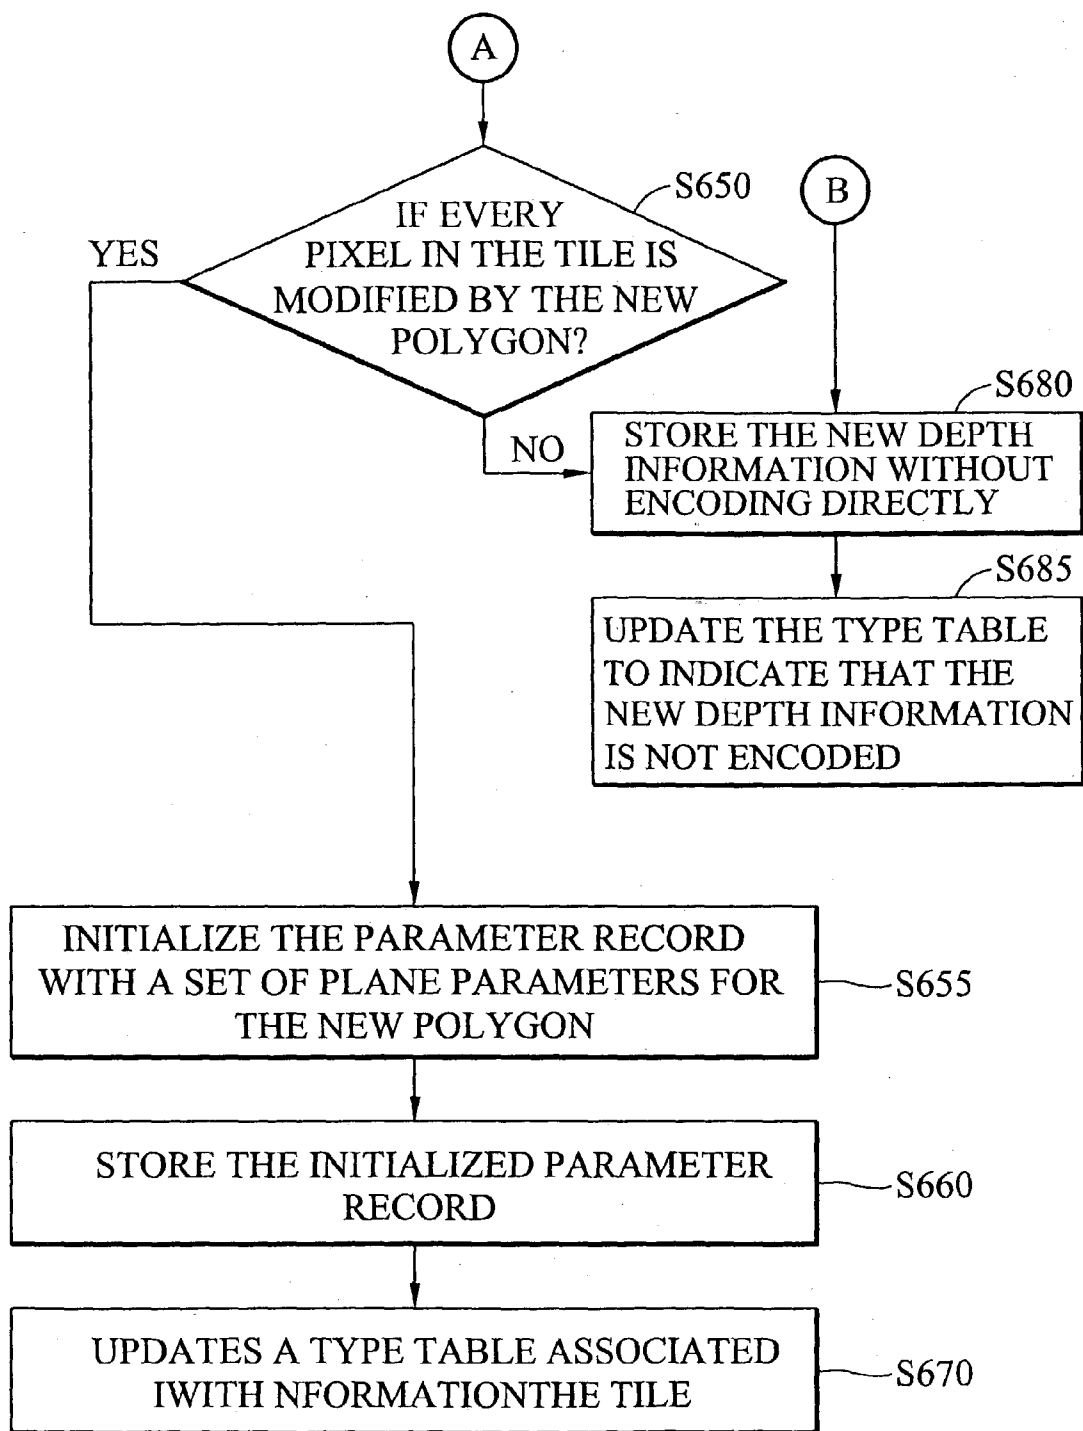 A
S650
B
IF EVERY
YES
PIXEL IN THE TILE IS
MODIFIED BY THE NEW
POLYGON?
S680
NO
STORE THE NEW DEPTH
INFORMATION WITHOUT
ENCODING DIRECTLY
S685
UPDATE THE TYPE TABLE
TO INDICATE THAT THE
NEW DEPTH INFORMATION
IS NOT ENCODED
INITIALIZE THE PARAMETER RECORD
WITH A SET OF PLANE PARAMETERS FOR
THE NEW POLYGON
S655
STORE THE INITIALIZED PARAMETER
RECORD
S660
UPDATES A TYPE TABLE ASSOCIATED
IWITH NFORMATIONTHE TILE
S670